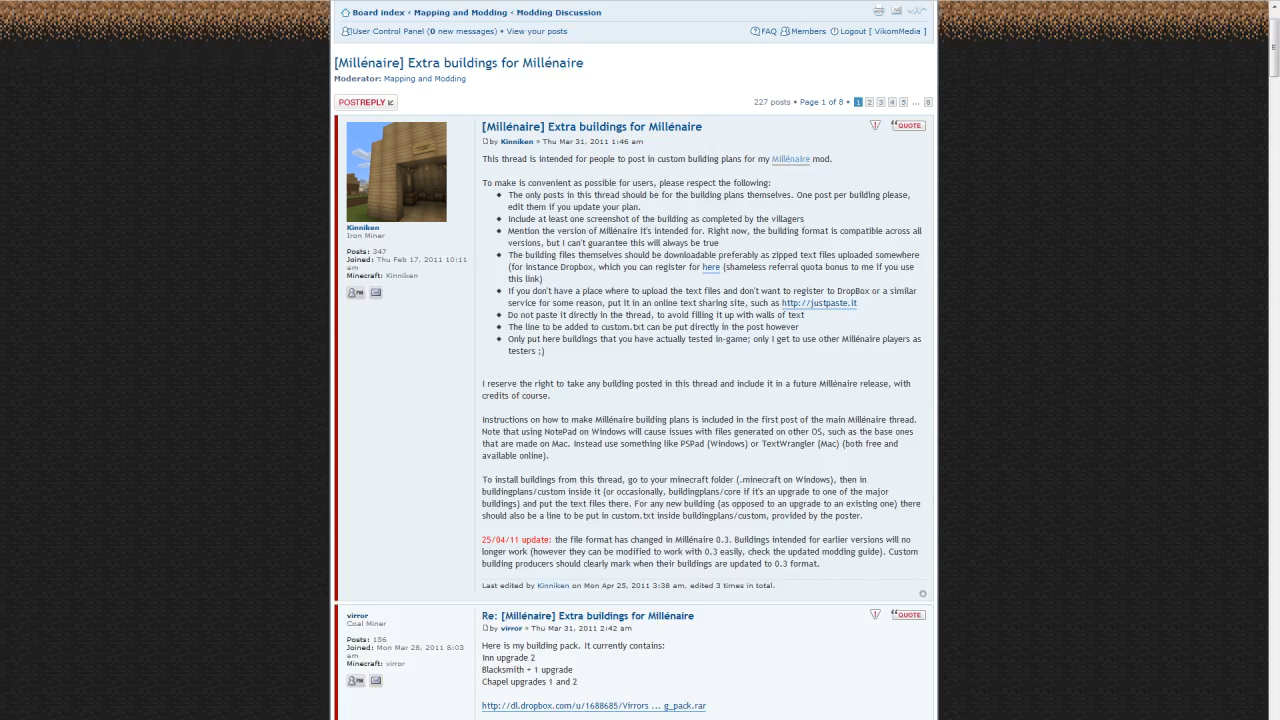 Board index ‹ Mapping and Modding ‹ Modding Discussion
User Control Panel (0 new messages) • View your posts
FAQ Members Logout [ VikomMedia ]
[Millénaire] Extra buildings for Millénaire
Moderator: Mapping and Modding
POSTREPLY
227 posts • Page 1 of 8 • 1 2 3 4 5 ... 8
Kinniken
Iron Miner
Posts: 347
Joined: Thu Feb 17, 2011 10:11
am
Minecraft: Kinniken
PM
[Millénaire] Extra buildings for Millénaire
QUOTE
by Kinniken » Thu Mar 31, 2011 1:46 am
This thread is intended for people to post in custom building plans for my Millénaire mod.
To make is convenient as possible for users, please respect the following:
The only posts in this thread should be for the building plans themselves. One post per building please,
edit them if you update your plan.
Include at least one screenshot of the building as completed by the villagers
Mention the version of Millénaire it's intended for. Right now, the building format is compatible across all
versions, but I can't guarantee this will always be true
The building files themselves should be downloadable preferably as zipped text files uploaded somewhere
(for instance Dropbox, which you can register for here (shameless referral quota bonus to me if you use
this link)
If you don't have a place where to upload the text files and don't want to register to DropBox or a similar
service for some reason, put it in an online text sharing site, such as http://justpaste.it
Do not paste it directly in the thread, to avoid filling it up with walls of text
The line to be added to custom.txt can be put directly in the post however
Only put here buildings that you have actually tested in-game; only I get to use other Millénaire players as
testers ;)
I reserve the right to take any building posted in this thread and include it in a future Millénaire release, with
credits of course.
Instructions on how to make Millénaire building plans is included in the first post of the main Millénaire thread.
Note that using NotePad on Windows will cause issues with files generated on other OS, such as the base ones
that are made on Mac. Instead use something like PSPad (Windows) or TextWrangler (Mac) (both free and
available online).
To install buildings from this thread, go to your minecraft folder (.minecraft on Windows), then in
buildingplans/custom inside it (or occasionally, buildingplans/core if it's an upgrade to one of the major
buildings) and put the text files there. For any new building (as opposed to an upgrade to an existing one) there
should also be a line to be put in custom.txt inside buildingplans/custom, provided by the poster.
25/04/11 update: the file format has changed in Millénaire 0.3. Buildings intended for earlier versions will no
longer work (however they can be modified to work with 0.3 easily, check the updated modding guide). Custom
building producers should clearly mark when their buildings are updated to 0.3 format.
Last edited by Kinniken on Mon Apr 25, 2011 3:38 am, edited 3 times in total.
virror
Coal Miner
Posts: 156
Joined: Mon Mar 28, 2011 8:03
am
Minecraft: virror
PM
Re: [Millénaire] Extra buildings for Millénaire
QUOTE
by virror » Thu Mar 31, 2011 2:42 am
Here is my building pack. It currently contains:
Inn upgrade 2
Blacksmith + 1 upgrade
Chapel upgrades 1 and 2
http://dl.dropbox.com/u/1688685/Virrors ... g_pack.rar